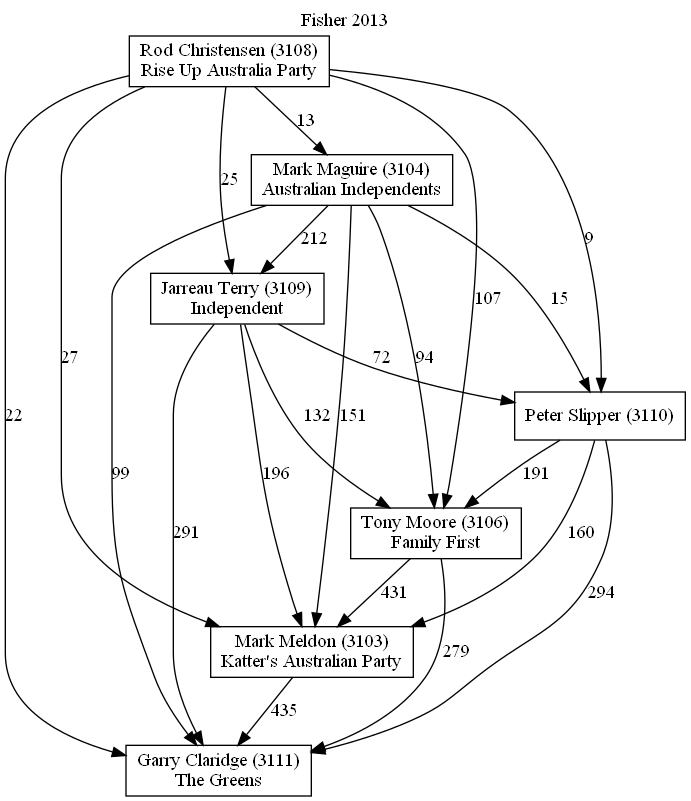 Fisher 2013
Rod Christensen (3108)
Rise Up Australia Party
13
Mark Maguire (3104)
Australian Independents
25
9
212
Jarreau Terry (3109)
Independent
107
15
27
72
94
22
132
151
Peter Slipper (3110)
99
196
191
Tony Moore (3106)
Family First
291
160
431
294
Mark Meldon (3103)
Katter's Australian Party
279
435
Garry Claridge (3111)
The Greens